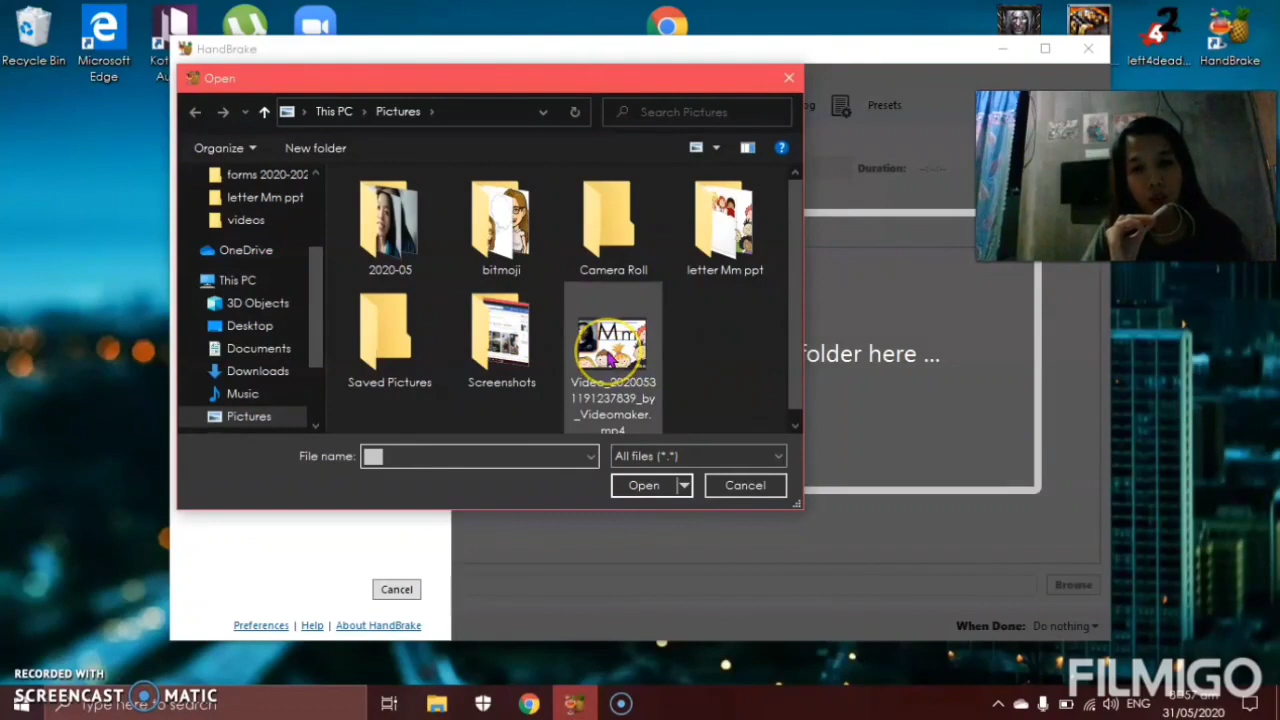 Recycle Bin
Microsoft
Edge
left4dead...
HandBrake
HandBrake
Open
This PC
Pictures
Search Pictures
Presets
Organize
New folder
Duration: --:--:--
forms 2020-202
letter Mm ppt
videos
OneDrive
This PC
3D Objects
Desktop
Documents
Downloads
Music
Pictures
2020-05
bitmoji
Camera Roll
letter Mm ppt
Saved Pictures
Screenshots
Mm
Video_2020053
1191237839_by
_Videomaker.
mp4
folder here ...
File name:
All files (*.*)
Open
Cancel
Cancel
Browse
Preferences | Help | About HandBrake
When Done: Do nothing
RECORDED WITH
SCREENCAST MATIC
FILMIGO
Type here to search
ENG
31/05/2020